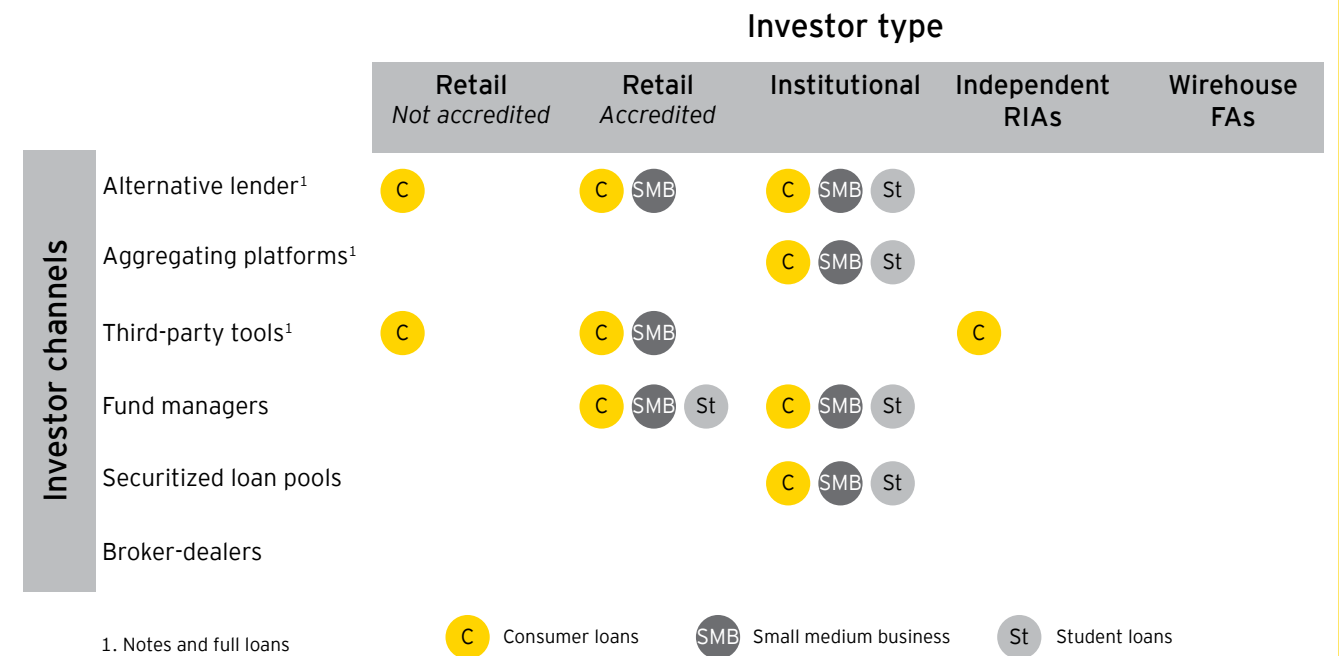 Investor type
Retail Retail Institutional Independent Wirehouse
Not accredited Accredited RIAs FAs
Investor channels
Alternative lender¹ C C SMB C SMB St
Aggregating platforms¹ C SMB St
Third-party tools¹ C C SMB C
Fund managers C SMB St C SMB St
Securitized loan pools C SMB St
Broker-dealers
1. Notes and full loans C Consumer loans SMB Small medium business St Student loans